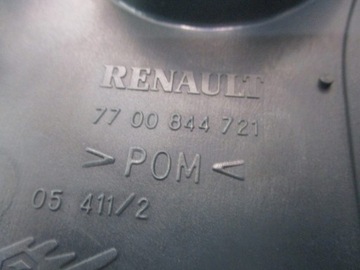 RENAULT
77 00 844 721
> POM <
05 411/2